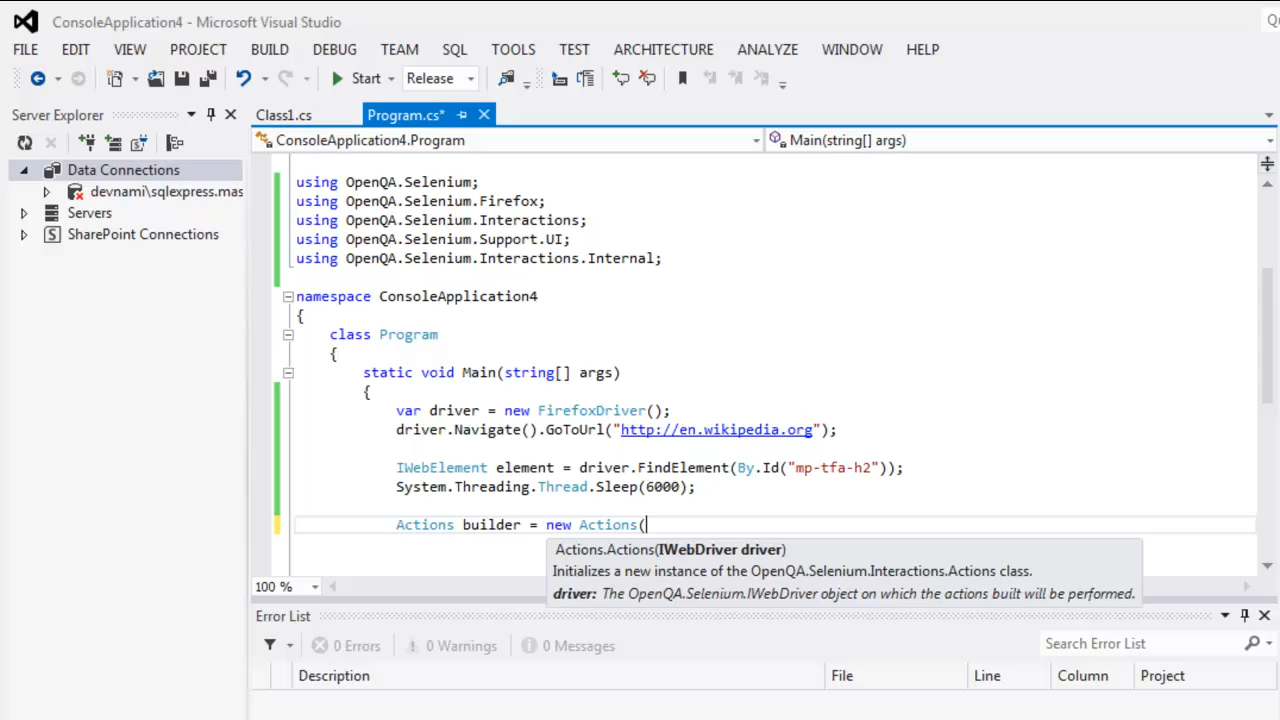 ConsoleApplication4 - Microsoft Visual Studio
FILE EDIT VIEW PROJECT BUILD DEBUG TEAM SQL TOOLS TEST ARCHITECTURE ANALYZE WINDOW HELP
Start Release
Server Explorer
Class1.cs Program.cs*
ConsoleApplication4.Program Main(string[] args)
Data Connections
devnami\sqlexpress.mas
Servers
SharePoint Connections
using OpenQA.Selenium;
using OpenQA.Selenium.Firefox;
using OpenQA.Selenium.Interactions;
using OpenQA.Selenium.Support.UI;
using OpenQA.Selenium.Interactions.Internal;
namespace ConsoleApplication4
{
class Program
{
static void Main(string[] args)
{
var driver = new FirefoxDriver();
driver.Navigate().GoToUrl("http://en.wikipedia.org");
IWebElement element = driver.FindElement(By.Id("mp-tfa-h2"));
System.Threading.Thread.Sleep(6000);
Actions builder = new Actions(
Actions.Actions(IWebDriver driver)
Initializes a new instance of the OpenQA.Selenium.Interactions.Actions class.
driver: The OpenQA.Selenium.IWebDriver object on which the actions built will be performed.
100 %
Error List
0 Errors 0 Warnings 0 Messages Search Error List
Description File Line Column Project